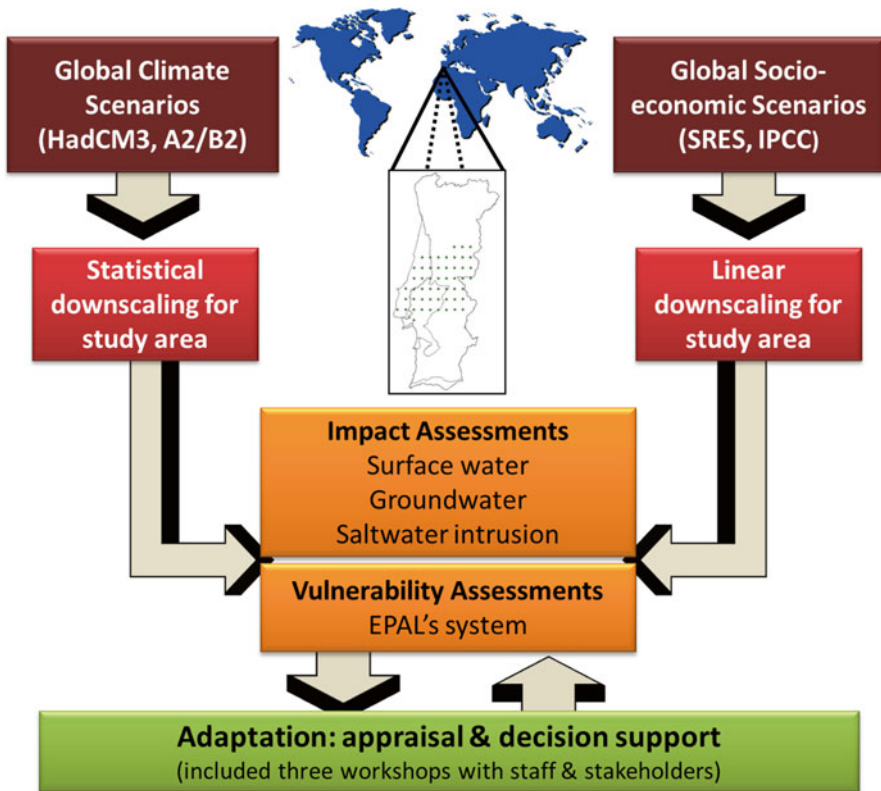 Global Climate
Scenarios
(HadCM3, A2/B2)
Global Socio-
economic Scenarios
(SRES, IPCC)
Statistical
downscaling for
study area
Linear
downscaling for
study area
Impact Assessments
Surface water
Groundwater
Saltwater intrusion
Vulnerability Assessments
EPAL's system
Adaptation: appraisal & decision support
(included three workshops with staff & stakeholders)